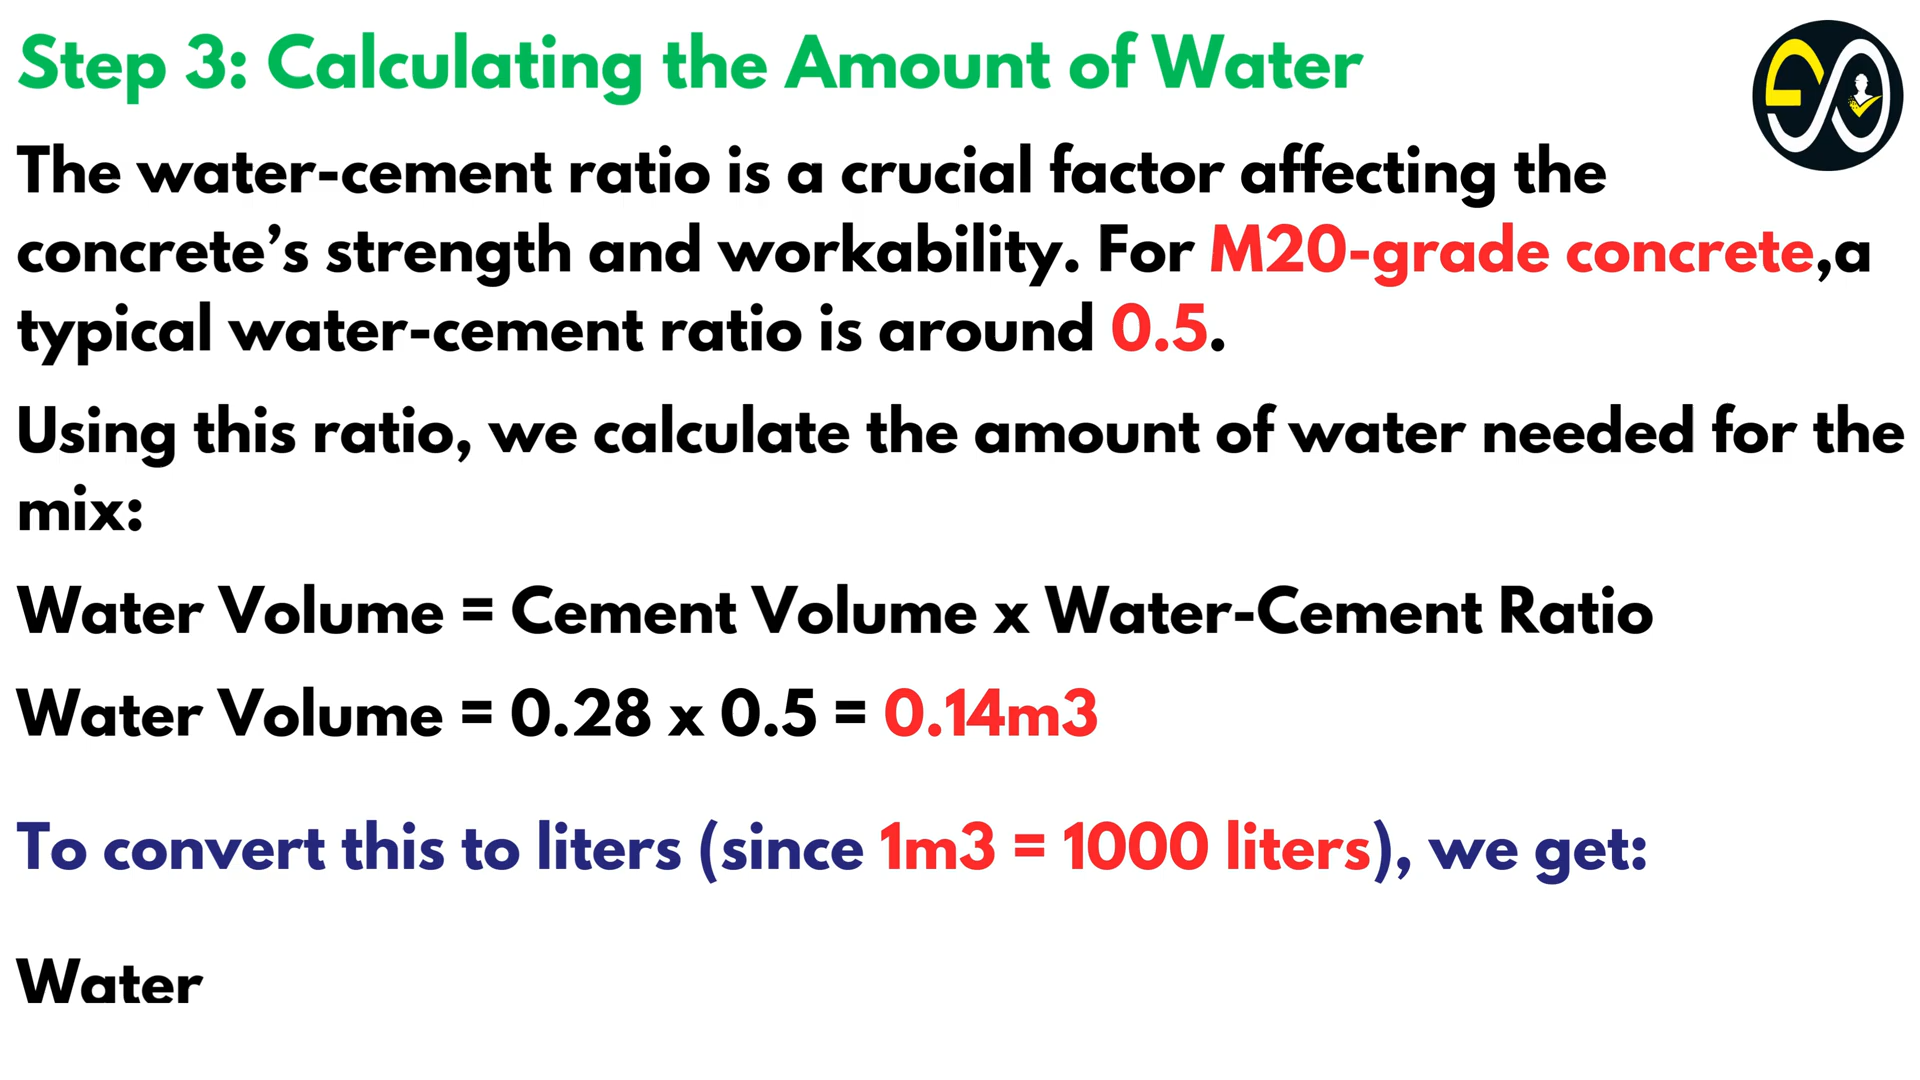 Step 3: Calculating the Amount of Water
The water-cement ratio is a crucial factor affecting the
concrete’s strength and workability. For M20-grade concrete,a
typical water-cement ratio is around 0.5.
Using this ratio, we calculate the amount of water needed for the
mix:
Water Volume = Cement Volume x Water-Cement Ratio
Water Volume = 0.28 x 0.5 = 0.14m3
To convert this to liters (since 1m3 = 1000 liters), we get:
Water